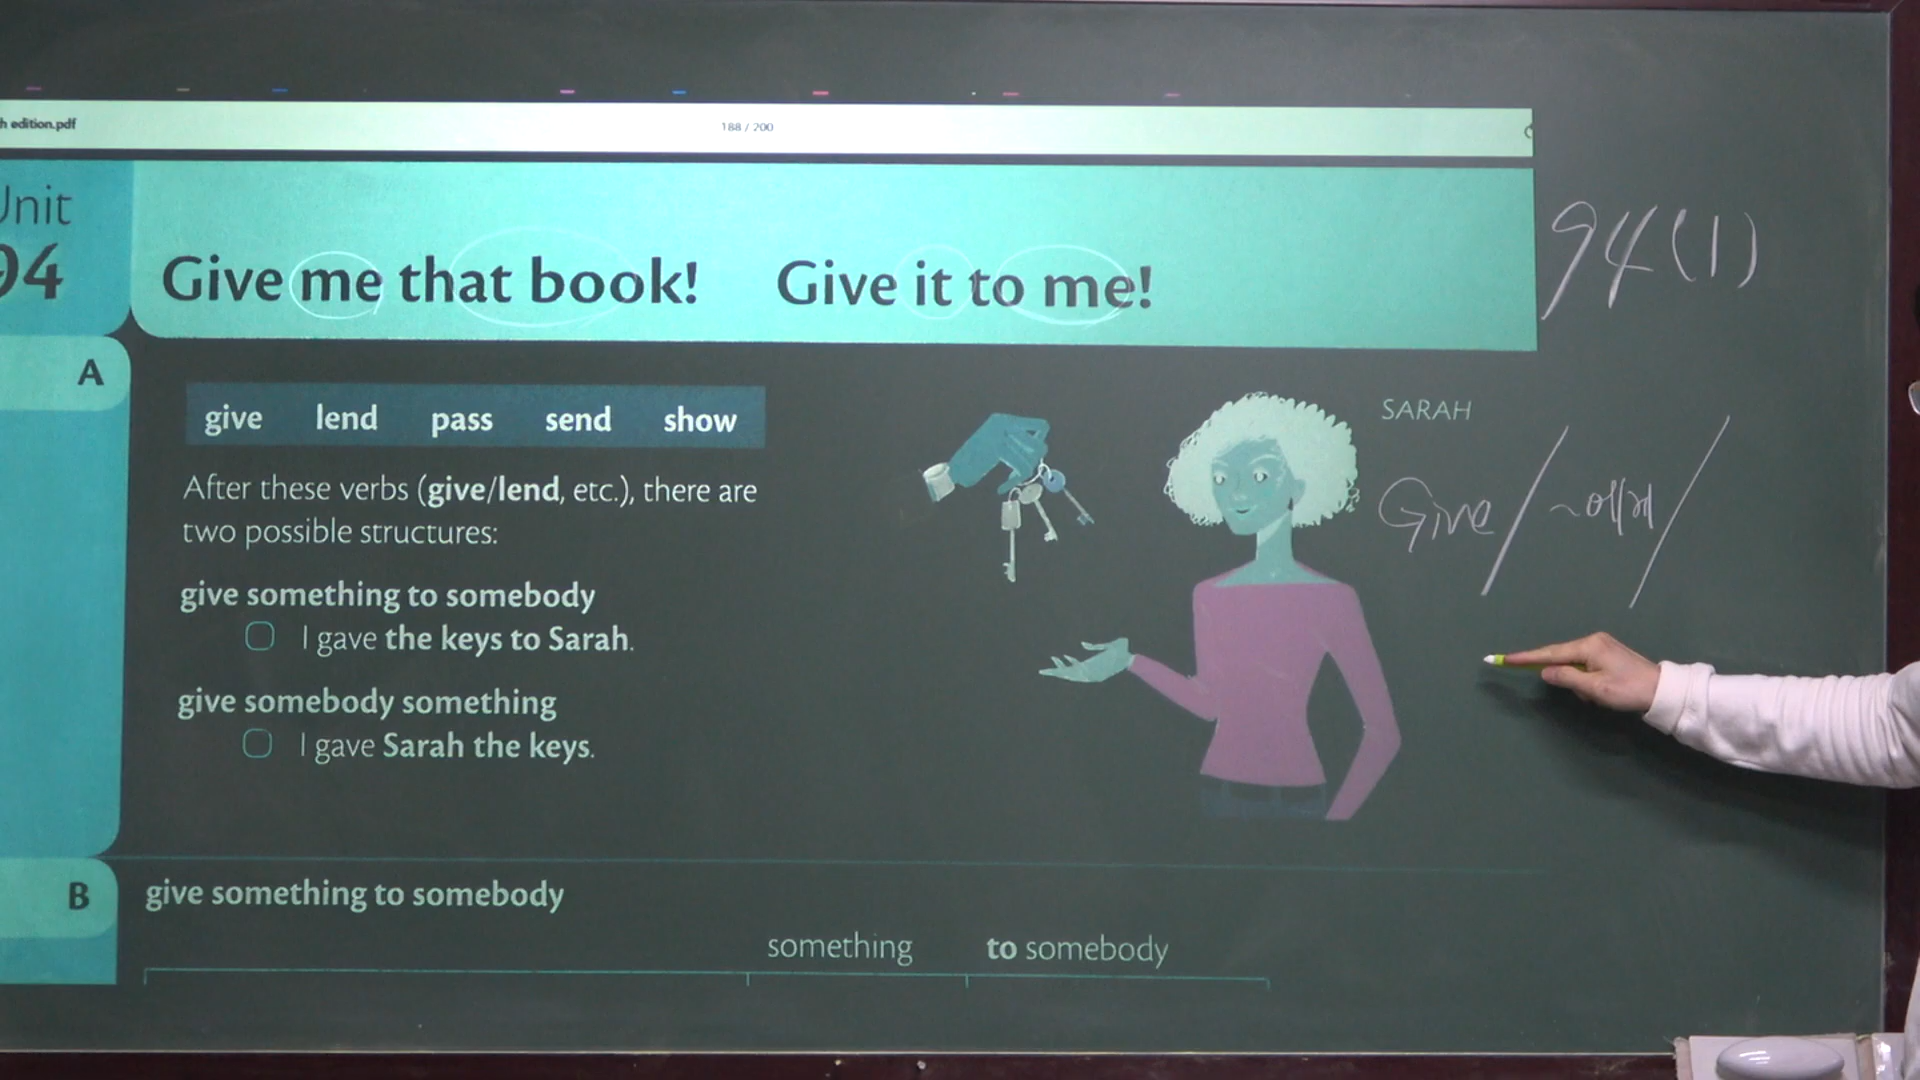 h edition.pdf
188 / 200
Unit
94
Give me that book! Give it to me!
94(1)
A
give lend pass send show
SARAH
After these verbs (give/lend, etc.), there are
two possible structures:
Give / ~에게 /
give something to somebody
I gave the keys to Sarah.
give somebody something
I gave Sarah the keys.
B
give something to somebody
something to somebody